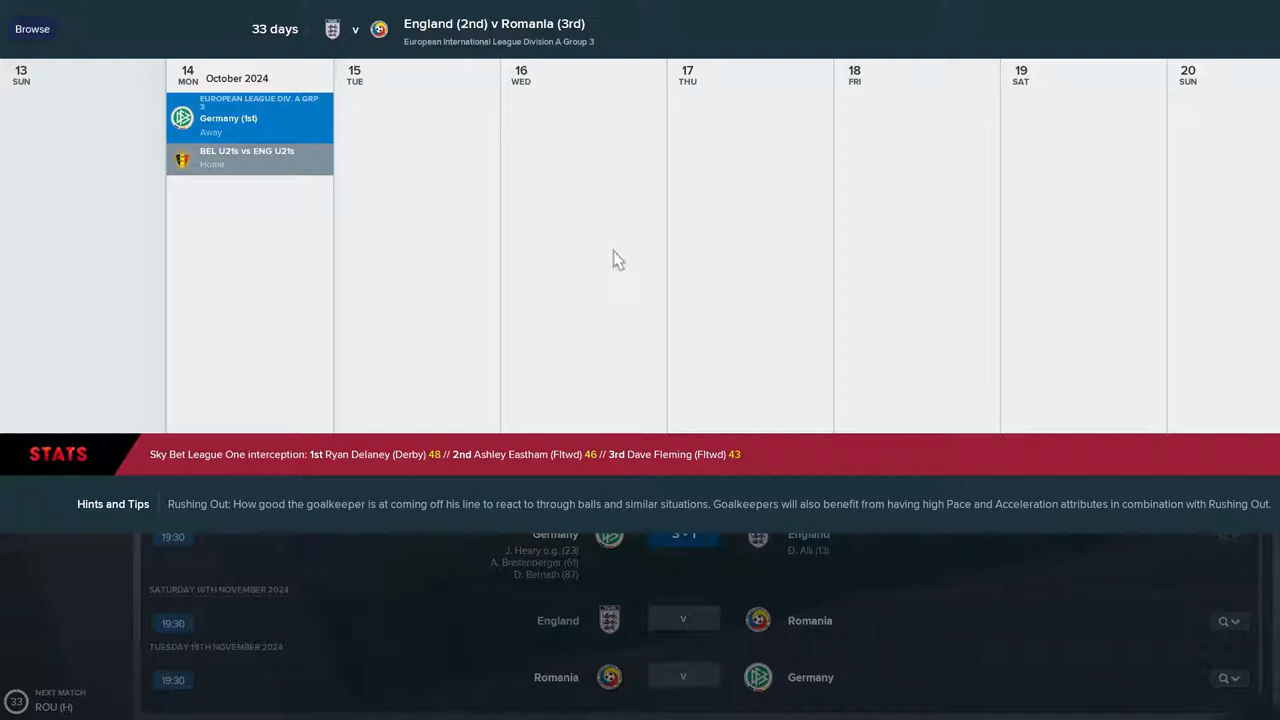 Browse
33 days
v
England (2nd) v Romania (3rd)
European International League Division A Group 3
13
SUN
14
MON
October 2024
15
TUE
16
WED
17
THU
18
FRI
19
SAT
20
SUN
EUROPEAN LEAGUE DIV. A GRP
3
Germany (1st)
Away
BEL U21s vs ENG U21s
Home
STATS
Sky Bet League One interception: 1st Ryan Delaney (Derby) 48 // 2nd Ashley Eastham (Fltwd) 46 // 3rd Dave Fleming (Fltwd) 43
Hints and Tips
Rushing Out: How good the goalkeeper is at coming off his line to react to through balls and similar situations. Goalkeepers will also benefit from having high Pace and Acceleration attributes in combination with Rushing Out.
19:30
Germany
3 - 1
England
J. Heary o.g. (23)
D. Alli (13)
A. Breitenberger (61)
D. Bernath (87)
SATURDAY 16TH NOVEMBER 2024
19:30
England
v
Romania
TUESDAY 19TH NOVEMBER 2024
19:30
Romania
v
Germany
33
NEXT MATCH
ROU (H)